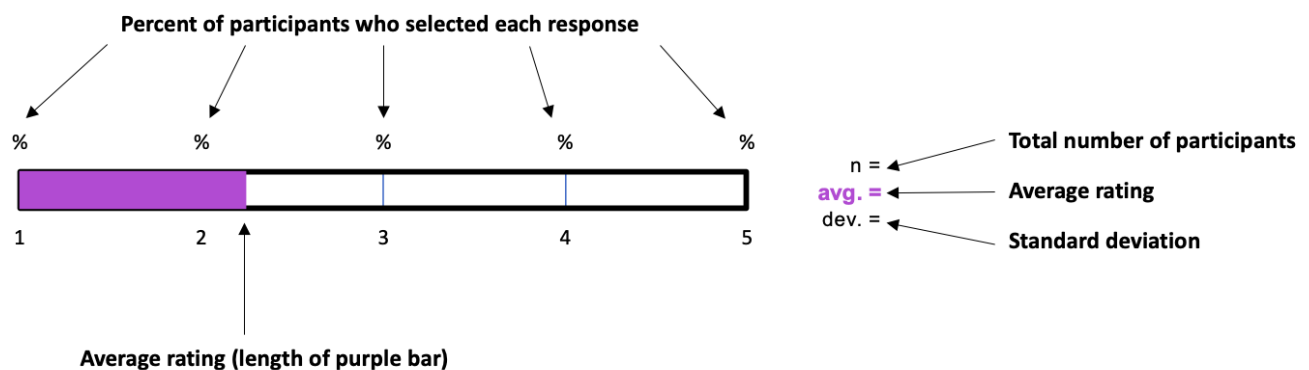 Percent of participants who selected each response
% % % % %
Total number of participants
n =
avg. =
Average rating
dev. =
Standard deviation
1 2 3 4 5
Average rating (length of purple bar)